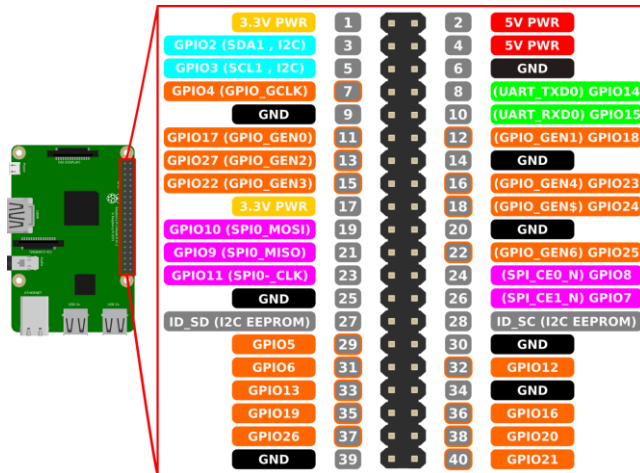 3.3V PWR 1 2 5V PWR
GPIO2 (SDA1 , I2C) 3 4 5V PWR
GPIO3 (SCL1 , I2C) 5 6 GND
GPIO4 (GPIO_GCLK) 7 8 (UART_TXD0) GPIO14
GND 9 10 (UART_RXD0) GPIO15
GPIO17 (GPIO_GEN0) 11 12 (GPIO_GEN1) GPIO18
GPIO27 (GPIO_GEN2) 13 14 GND
GPIO22 (GPIO_GEN3) 15 16 (GPIO_GEN4) GPIO23
3.3V PWR 17 18 (GPIO_GEN$) GPIO24
GPIO10 (SPI0_MOSI) 19 20 GND
GPIO9 (SPI0_MISO) 21 22 (GPIO_GEN6) GPIO25
GPIO11 (SPI0-_CLK) 23 24 (SPI_CE0_N) GPIO8
GND 25 26 (SPI_CE1_N) GPIO7
ID_SD (I2C EEPROM) 27 28 ID_SC (I2C EEPROM)
GPIO5 29 30 GND
GPIO6 31 32 GPIO12
GPIO13 33 34 GND
GPIO19 35 36 GPIO16
GPIO26 37 38 GPIO20
GND 39 40 GPIO21